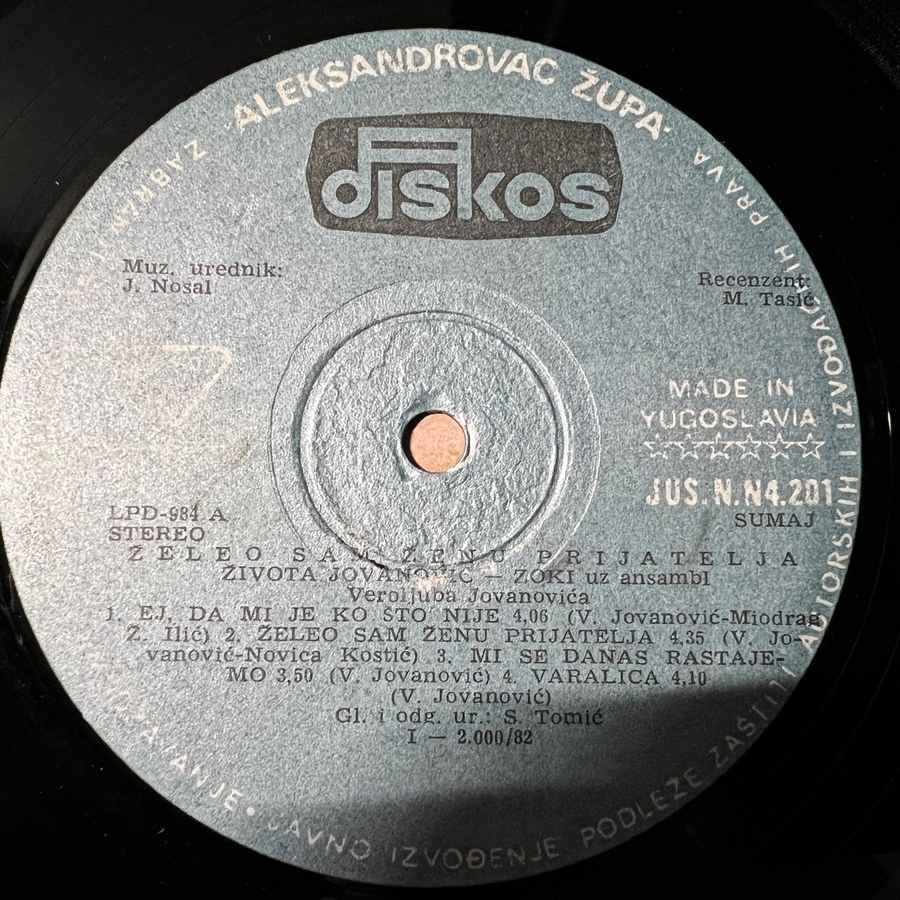 ALEKSANDROVAC ŽUPA
diskos
Muz. urednik:
J. Nosal
Recenzent:
M. Tasić
MADE IN
YUGOSLAVIA
JUS.N.N4.201
LPD-984 A
STEREO
SUMAJ
ŽELEO SAM ŽENU PRIJATELJA
ŽIVOTA JOVANOVIĆ — ZOKI uz ansambl
Veroljuba Jovanovića
1. EJ, DA MI JE KO ŠTO NIJE 4,06 (V. Jovanović-Miodrag
Ž. Ilić) 2. ŽELEO SAM ŽENU PRIJATELJA 4,35 (V. Jo-
vanović-Novica Kostić) 3. MI SE DANAS RASTAJE-
MO 3,50 (V. Jovanović) 4. VARALICA 4,10
(V. Jovanović)
Gl. i odg. ur.: S. Tomić
I — 2.000/82
JAVNO IZVOĐENJE PODLEŽE ZAŠTITI AUTORSKIH I IZVOĐAČKIH PRAVA